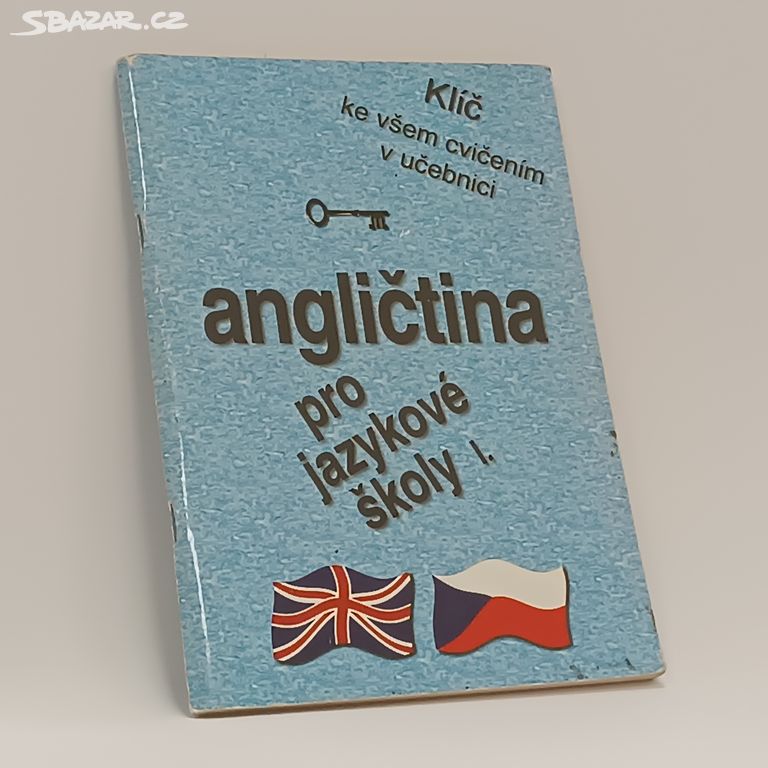 SBAZAR.CZ
Klíč
ke všem cvičením
v učebnici
angličtina
pro
jazykové
školy I.